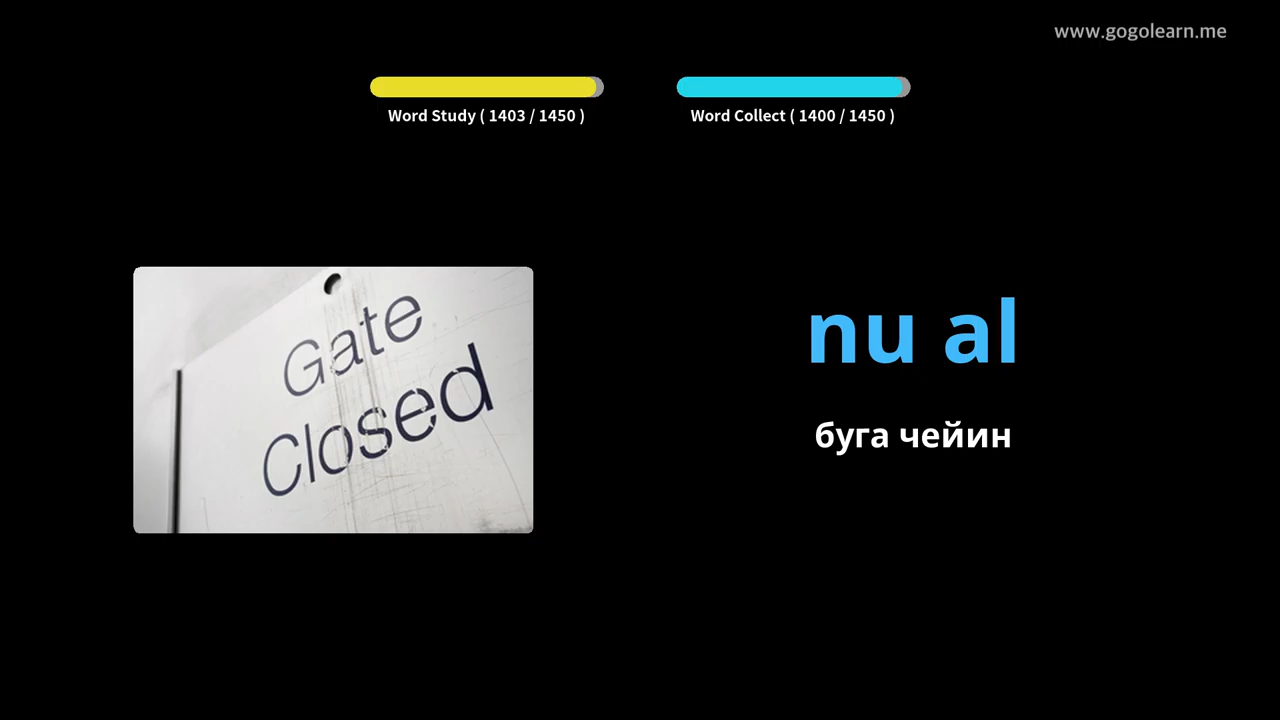 www.gogolearn.me
Word Study ( 1403 / 1450 )
Word Collect ( 1400 / 1450 )
Gate
Closed
nu al
буга чейин